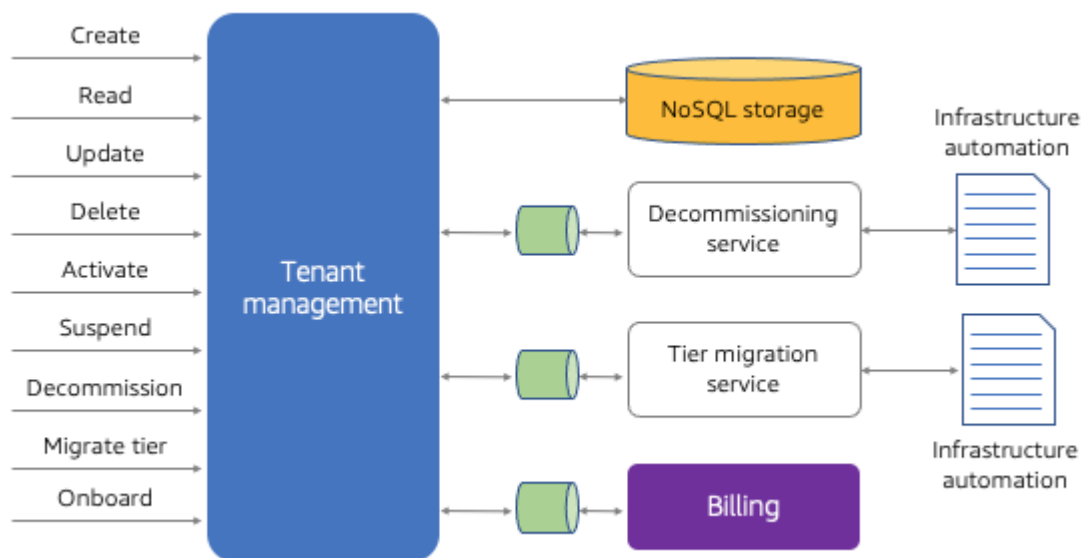 Create
Read
Update
Delete
Activate
Suspend
Decommission
Migrate tier
Onboard
Tenant
management
NoSQL storage
Decommissioning
service
Tier migration
service
Billing
Infrastructure
automation
Infrastructure
automation